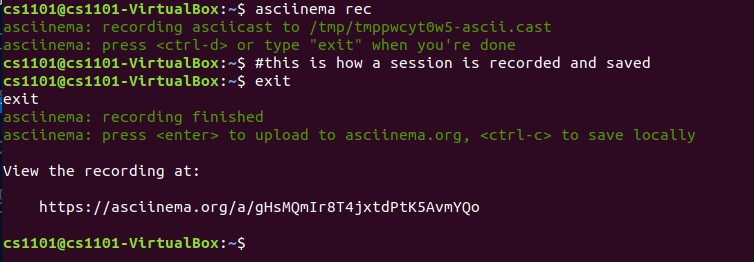 cs1101@cs1101-VirtualBox:~$ asciinema rec
asciinema: recording asciicast to /tmp/tmppwcyt0w5-ascii.cast
asciinema: press <ctrl-d> or type "exit" when you're done
cs1101@cs1101-VirtualBox:~$ #this is how a session is recorded and saved
cs1101@cs1101-VirtualBox:~$ exit
exit
asciinema: recording finished
asciinema: press <enter> to upload to asciinema.org, <ctrl-c> to save locally
View the recording at:
https://asciinema.org/a/gHsMQmIr8T4jxtdPtK5AvmYQo
cs1101@cs1101-VirtualBox:~$